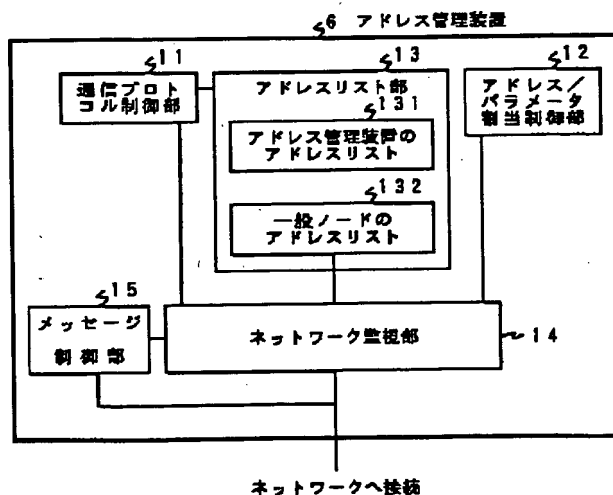 6 アドレス管理装置
11
通信プロト
コル制御部
13
アドレスリスト部
131
アドレス管理装置の
アドレスリスト
132
一般ノードの
アドレスリスト
12
アドレス／
パラメータ
割当制御部
15
メッセージ
制御部
ネットワーク監視部
14
ネットワークへ接続